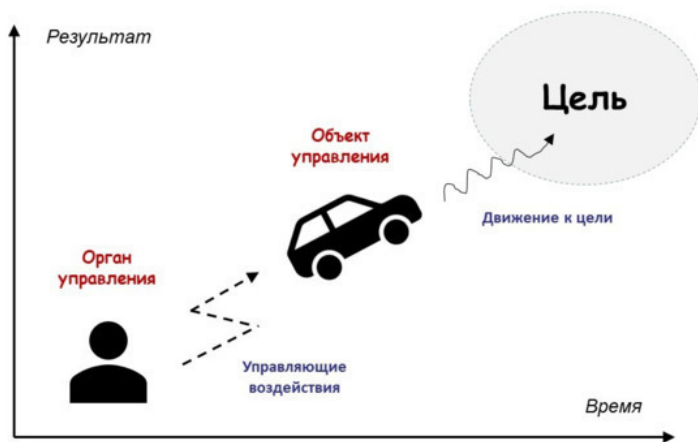 Результат
Цель
Объект
управления
Движение к цели
Орган
управления
Управляющие
воздействия
Время